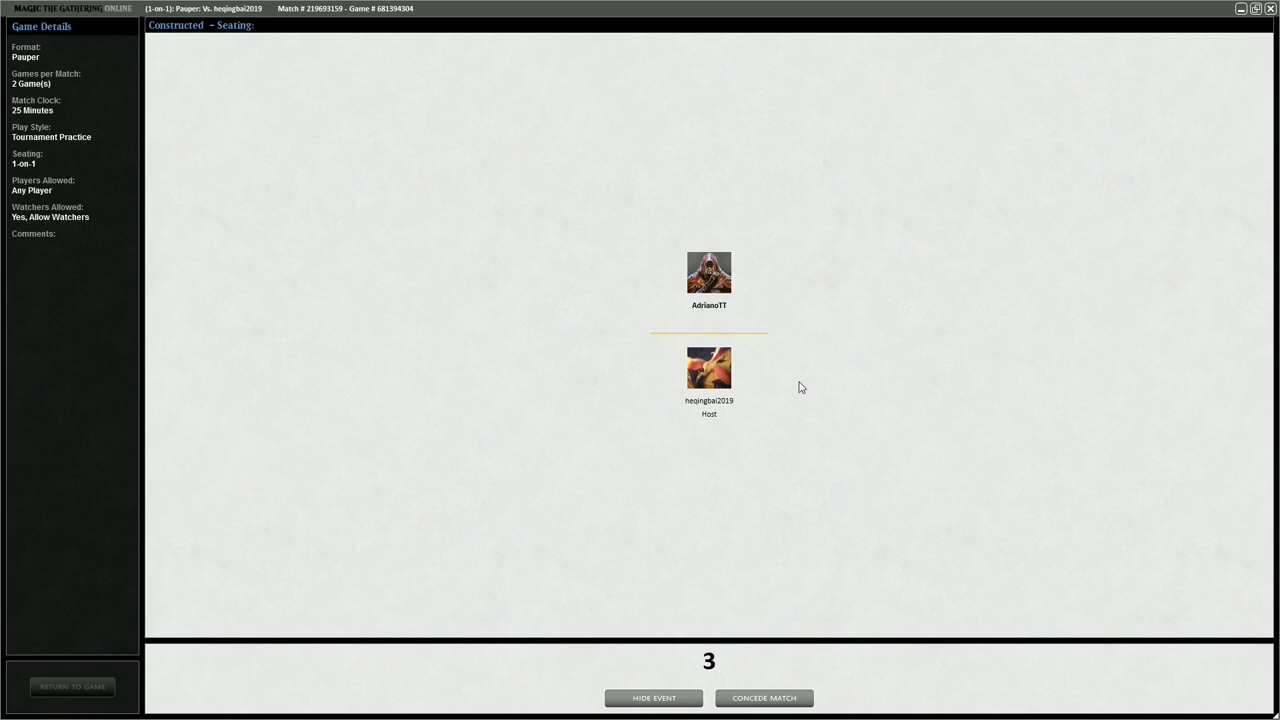 MAGIC THE GATHERING ONLINE (1-on-1): Pauper: Vs. heqingbai2019 Match # 219693159 - Game # 681394304
Game Details
Constructed - Seating:
Format:
Pauper
Games per Match:
2 Game(s)
Match Clock:
25 Minutes
Play Style:
Tournament Practice
Seating:
1-on-1
Players Allowed:
Any Player
Watchers Allowed:
Yes, Allow Watchers
Comments:
AdrianoTT
heqingbai2019
Host
3
RETURN TO GAME
HIDE EVENT
CONCEDE MATCH